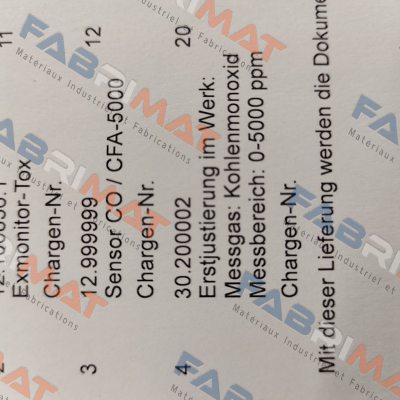 11
Exmonitor-Tox
Chargen-Nr.
3 12.999999 12
Sensor CO / CFA-5000
Chargen-Nr.
4 30.200002 20
Erstjustierung im Werk:
Messgas: Kohlenmonoxid
Messbereich: 0-5000 ppm
Chargen-Nr.
Mit dieser Lieferung werden die
FABRIMAT
Matériaux Industriel et Fabrications